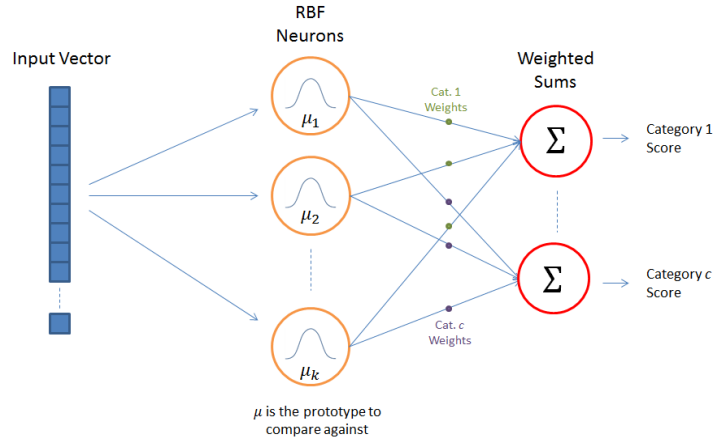 RBF
Neurons
Input Vector
Weighted
Sums
Cat. 1
Weights
μ1
Σ
Category 1
Score
μ2
Σ
Category c
Score
Cat. c
Weights
μk
μ is the prototype to
compare against